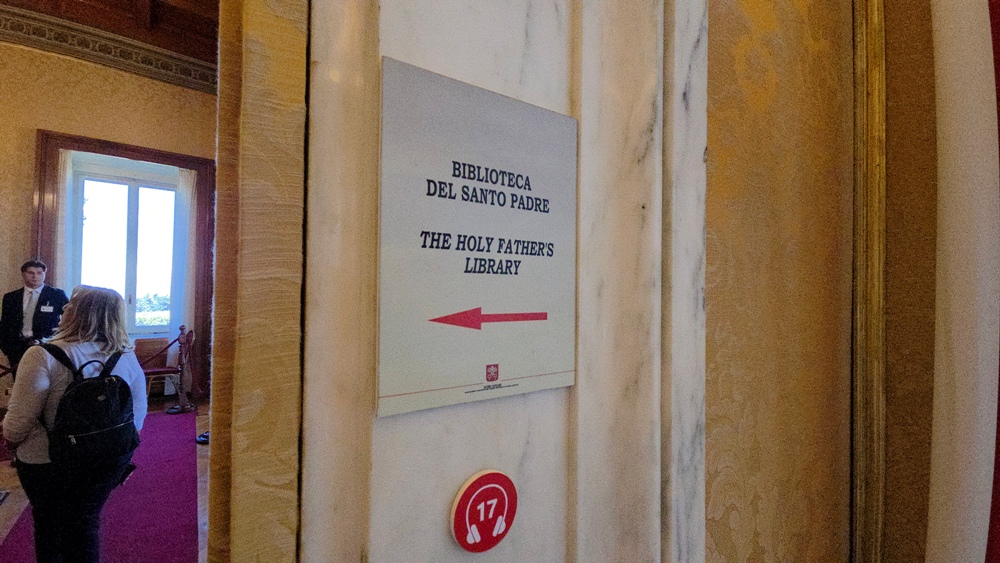 BIBLIOTECA
DEL SANTO PADRE
THE HOLY FATHER'S
LIBRARY
17